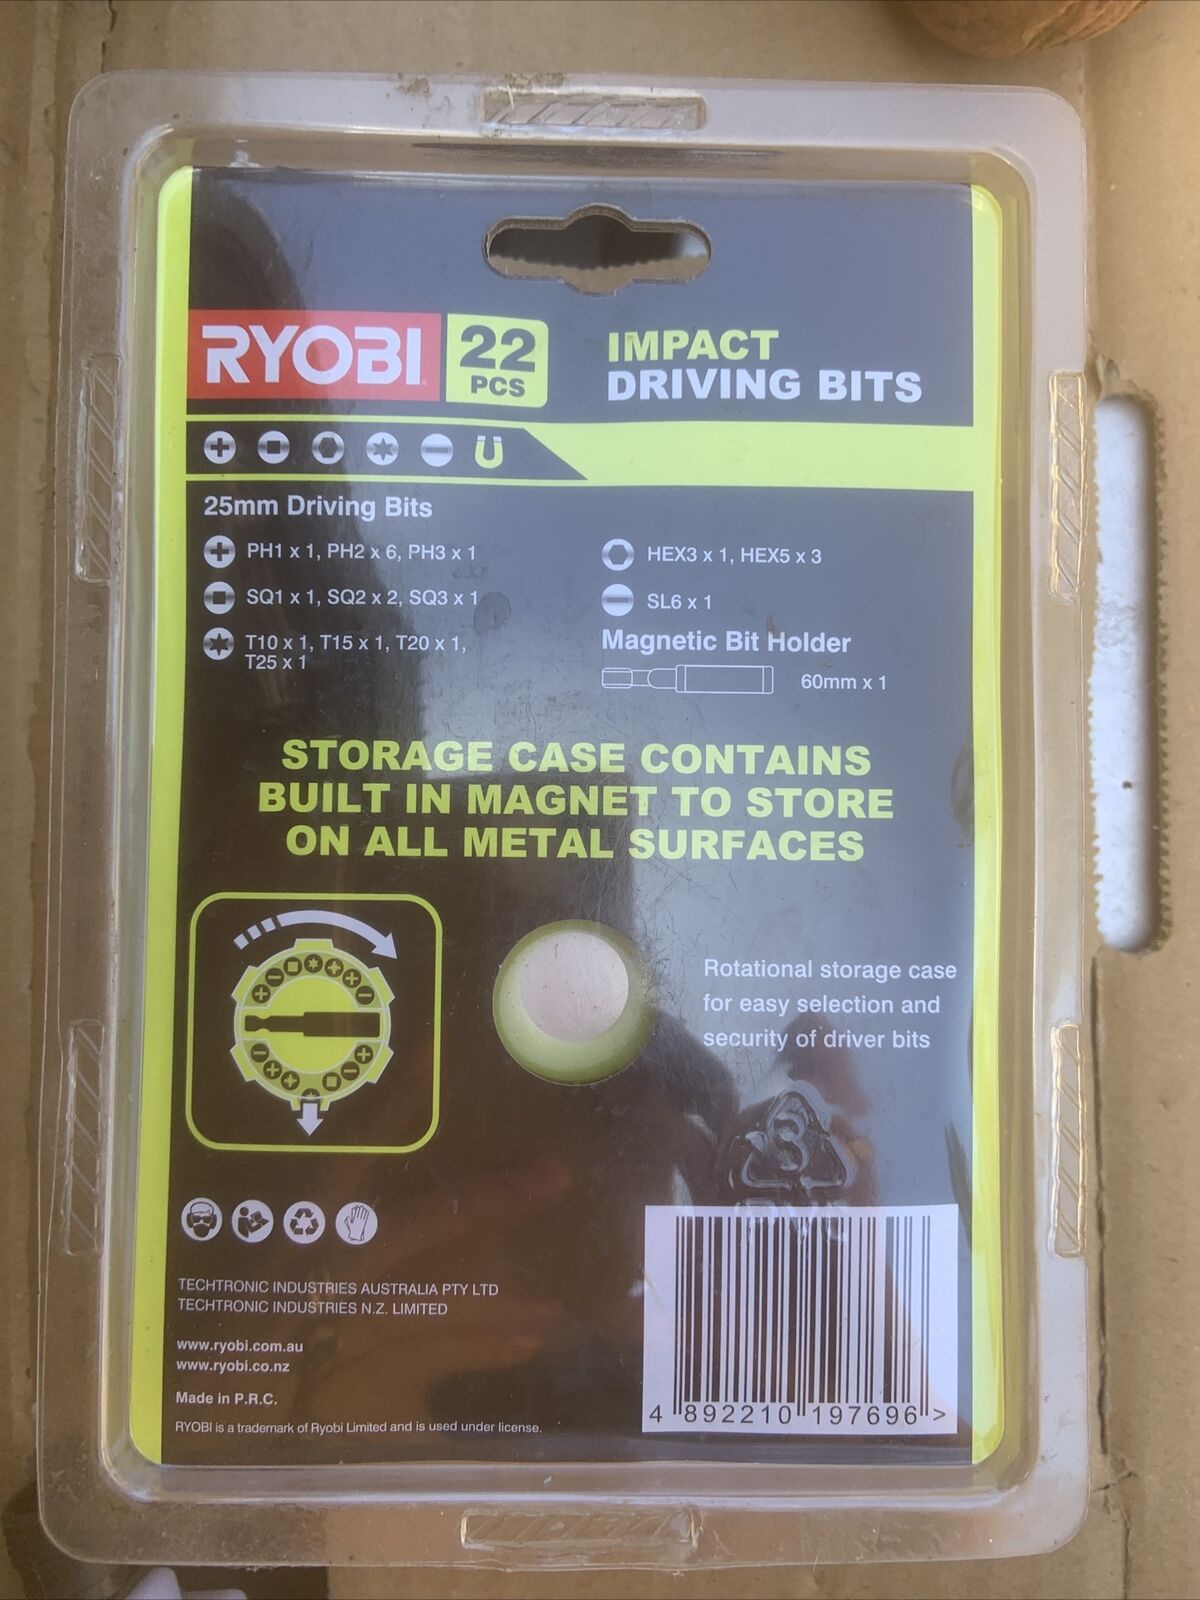 RYOBI
22
PCS
IMPACT
DRIVING BITS
25mm Driving Bits
PH1 x 1, PH2 x 6, PH3 x 1
SQ1 x 1, SQ2 x 2, SQ3 x 1
T10 x 1, T15 x 1, T20 x 1,
T25 x 1
HEX3 x 1, HEX5 x 3
SL6 x 1
Magnetic Bit Holder
60mm x 1
STORAGE CASE CONTAINS
BUILT IN MAGNET TO STORE
ON ALL METAL SURFACES
Rotational storage case
for easy selection and
security of driver bits
3
TECHTRONIC INDUSTRIES AUSTRALIA PTY LTD
TECHTRONIC INDUSTRIES N.Z. LIMITED
www.ryobi.com.au
www.ryobi.co.nz
Made in P.R.C.
RYOBI is a trademark of Ryobi Limited and is used under license.
4 892210 197696 >